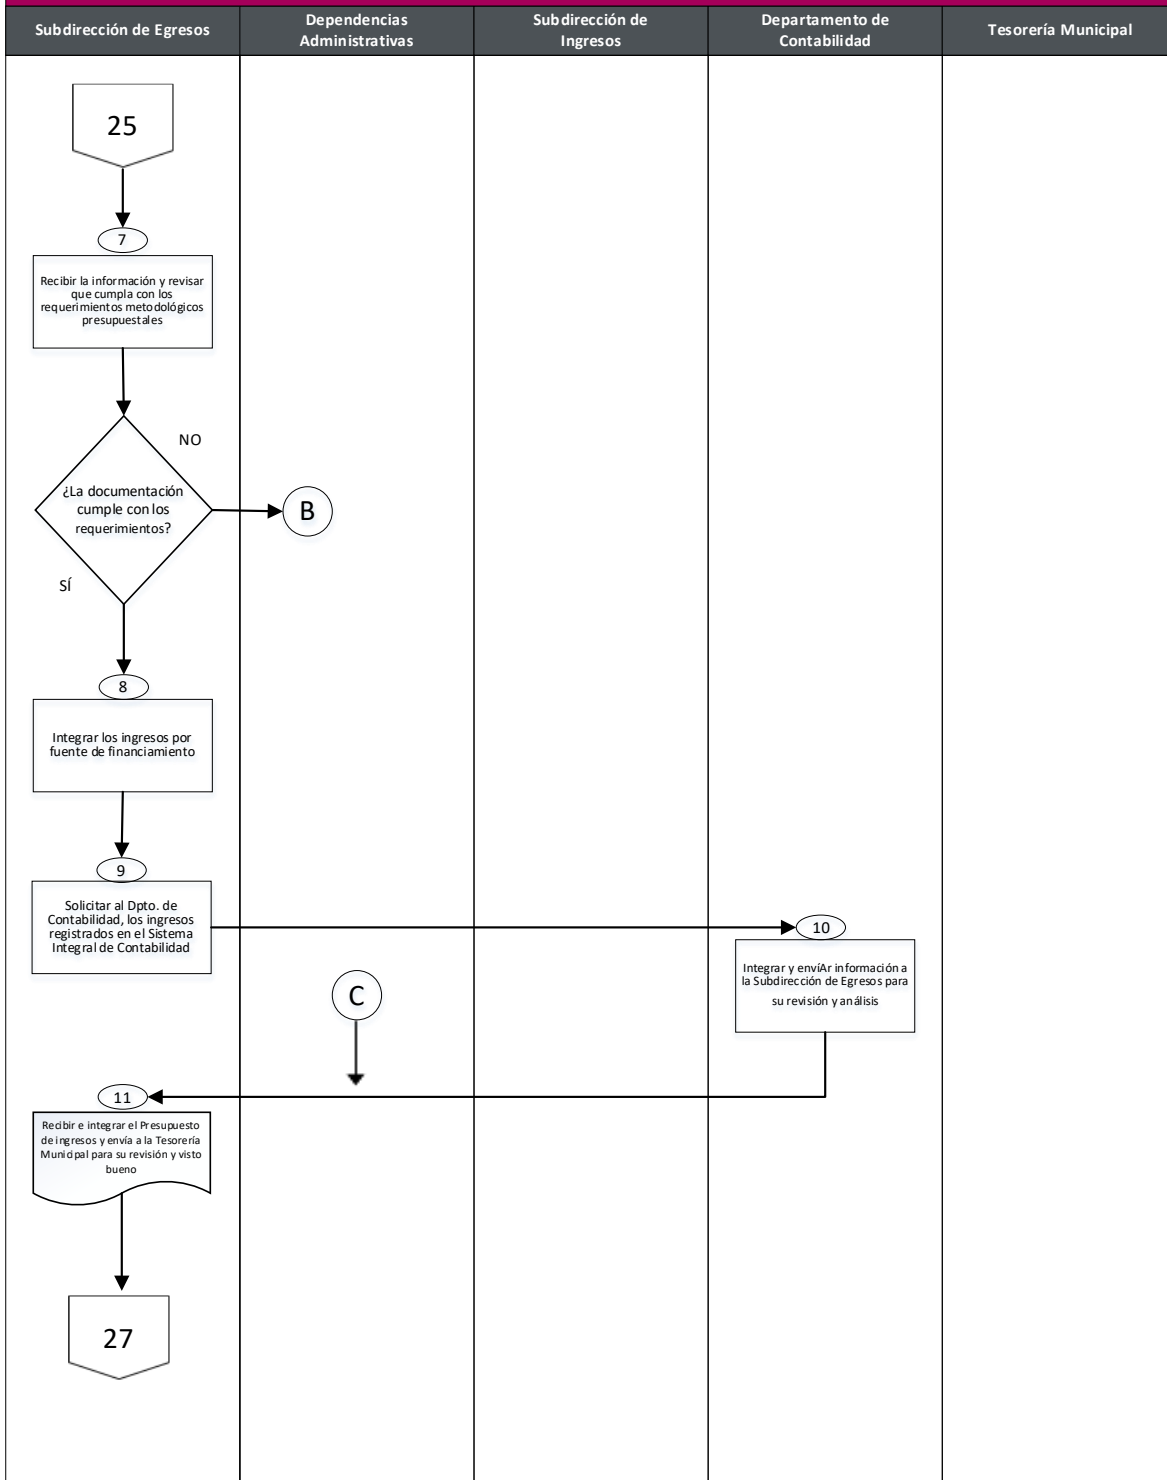 Subdirección de Egresos
Dependencias
Administrativas
Subdirección de
Ingresos
Departamento de
Contabilidad
Tesorería Municipal
25
7
Recibir la información y revisar
que cumpla con los
requerimientos metodológicos
presupuestales
NO
¿La documentación
cumple con los
requerimientos?
B
SÍ
8
Integrar los ingresos por
fuente de financiamiento
9
Solicitar al Dpto. de
Contabilidad, los ingresos
registrados en el Sistema
Integral de Contabilidad
10
Integrar y envíAr información a
la Subdirección de Egresos para
su revisión y análisis
C
11
Recibir e integrar el Presupuesto
de ingresos y envía a la Tesorería
Municipal para su revisión y visto
bueno
27